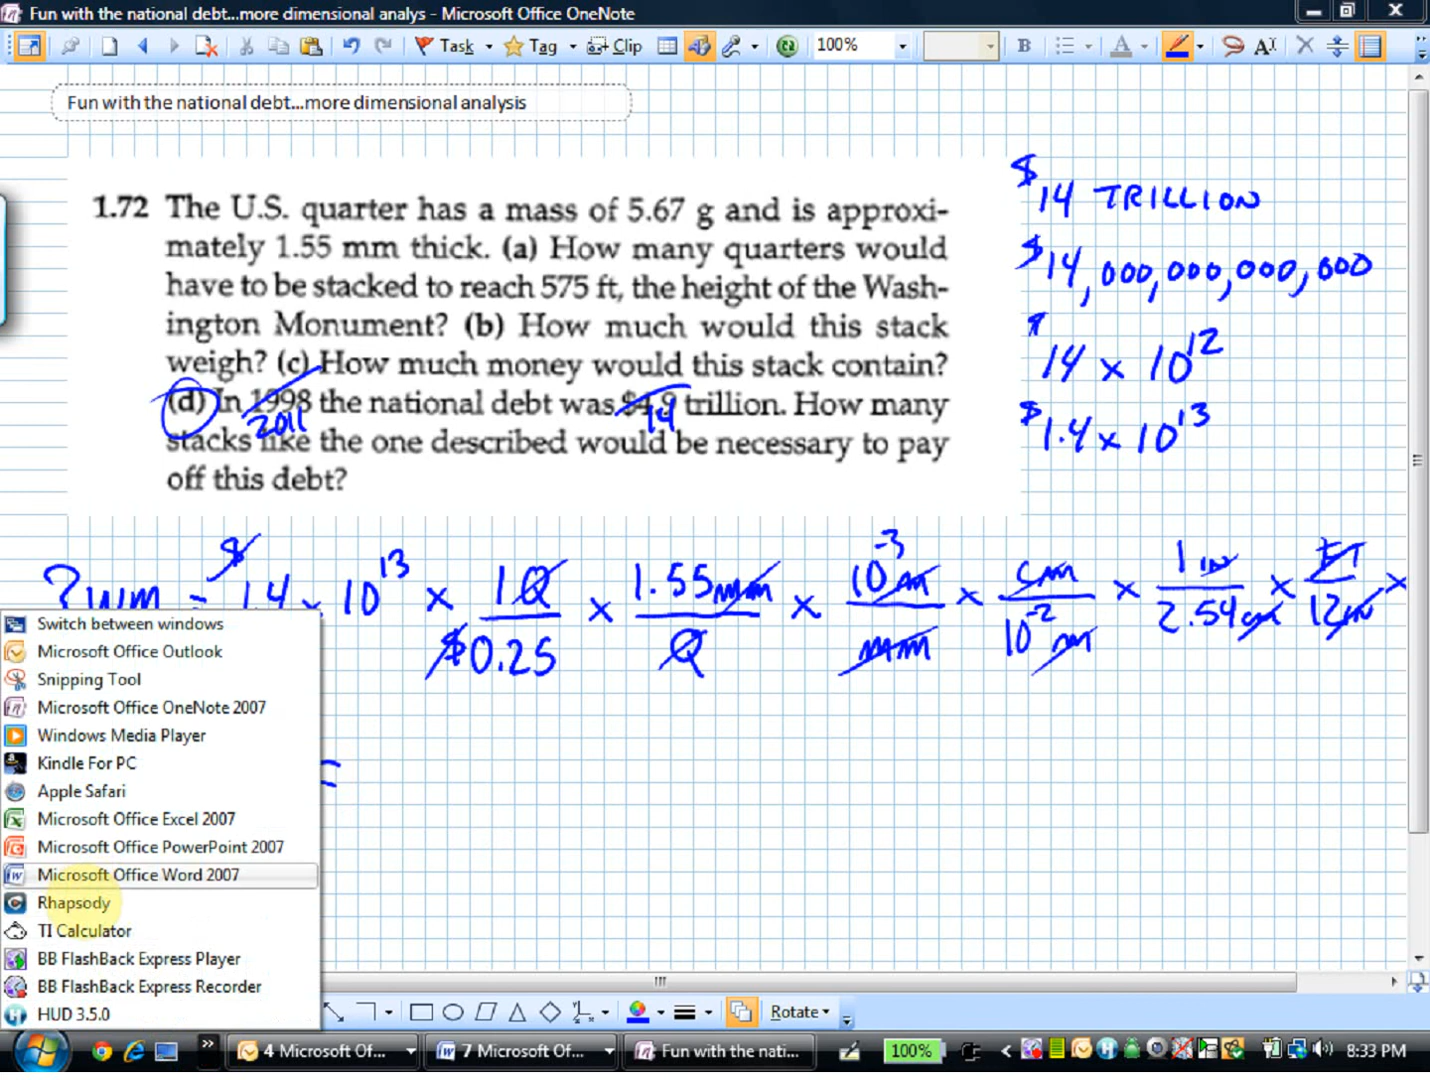 Fun with the national debt...more dimensional analys - Microsoft Office OneNote
Task Tag Clip 100% B A A
Fun with the national debt...more dimensional analysis
1.72 The U.S. quarter has a mass of 5.67 g and is approxi-
mately 1.55 mm thick. (a) How many quarters would
have to be stacked to reach 575 ft, the height of the Wash-
ington Monument? (b) How much would this stack
weigh? (c) How much money would this stack contain?
(d) In 1998 the national debt was $4.9 trillion. How many
2011 14
stacks like the one described would be necessary to pay
off this debt?
$14 TRILLION
$14,000,000,000,000
$14 x 10^12
$1.4 x 10^13
? WM = $1.4 x 10^13 x 1Q / $0.25 x 1.55mm / Q x 10^-3 m / mm x cm / 10^-2 m x 1 IN / 2.54cm x FT / 12 IN x
=
Switch between windows
Microsoft Office Outlook
Snipping Tool
Microsoft Office OneNote 2007
Windows Media Player
Kindle For PC
Apple Safari
Microsoft Office Excel 2007
Microsoft Office PowerPoint 2007
Microsoft Office Word 2007
Rhapsody
TI Calculator
BB FlashBack Express Player
BB FlashBack Express Recorder
HUD 3.5.0
Rotate
4 Microsoft Of... 7 Microsoft Of... Fun with the nati... 100% 8:33 PM